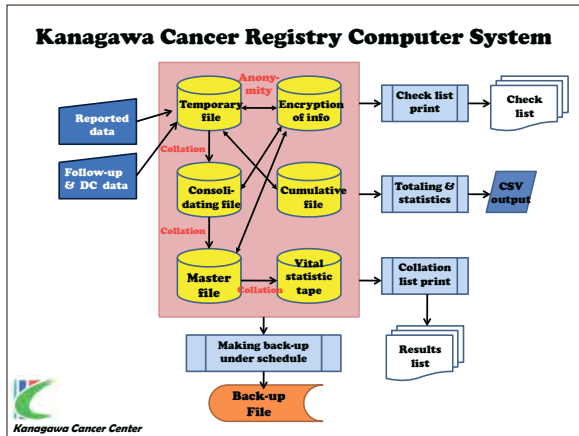 Kanagawa Cancer Registry Computer System
Anony-
mity
Reported
data
Follow-up
& DC data
Temporary
file
Encryption
of info
Check list
print
Check
list
Collation
Consoli-
dating file
Cumulative
file
Totaling &
statistics
CSV
output
Collation
Master
file
Collation
Vital
statistic
tape
Collation
list print
Making back-up
under schedule
Results
list
Back-up
File
Kanagawa Cancer Center